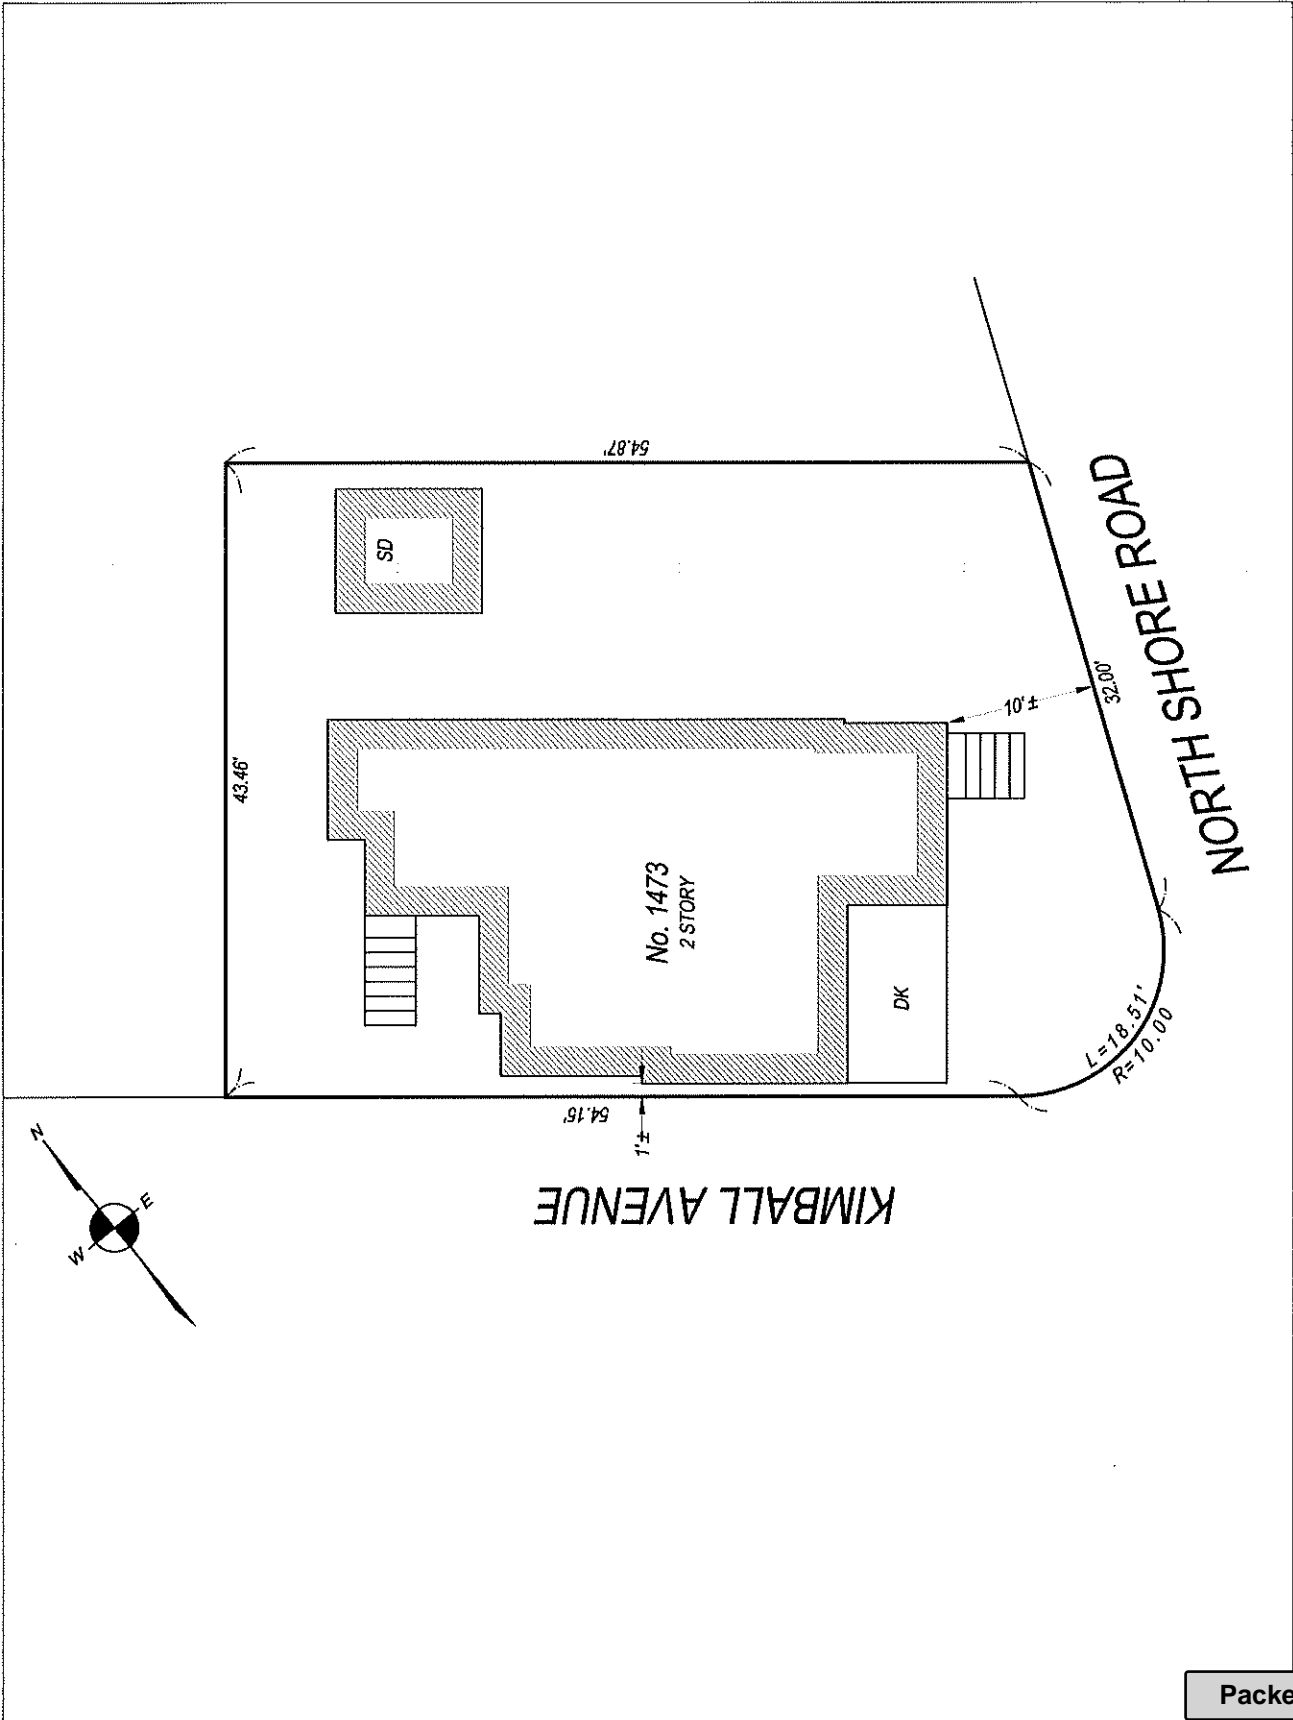 54.87'
SD
43.46'
10'±
32.00'
NORTH SHORE ROAD
No. 1473
2 STORY
DK
L=18.51'
R=10.00
54.15'
1'±
KIMBALL AVENUE
N
E
W
Packe